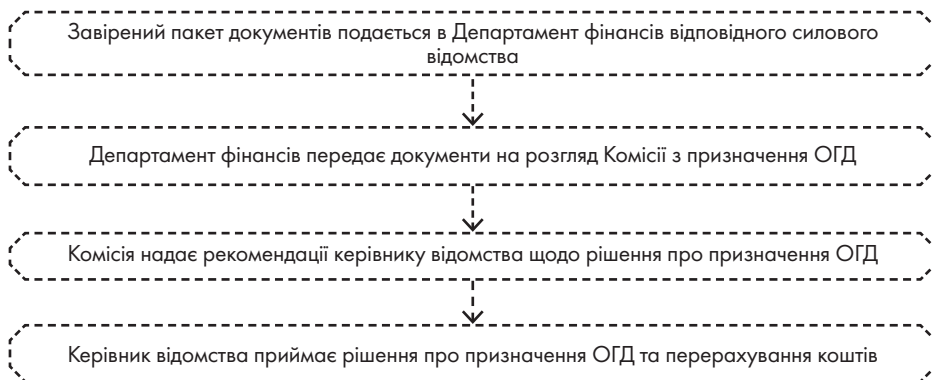 Завірений пакет документів подається в Департамент фінансів відповідного силового
відомства
Департамент фінансів передає документи на розгляд Комісії з призначення ОГД
Комісія надає рекомендації керівнику відомства щодо рішення про призначення ОГД
Керівник відомства приймає рішення про призначення ОГД та перерахування коштів